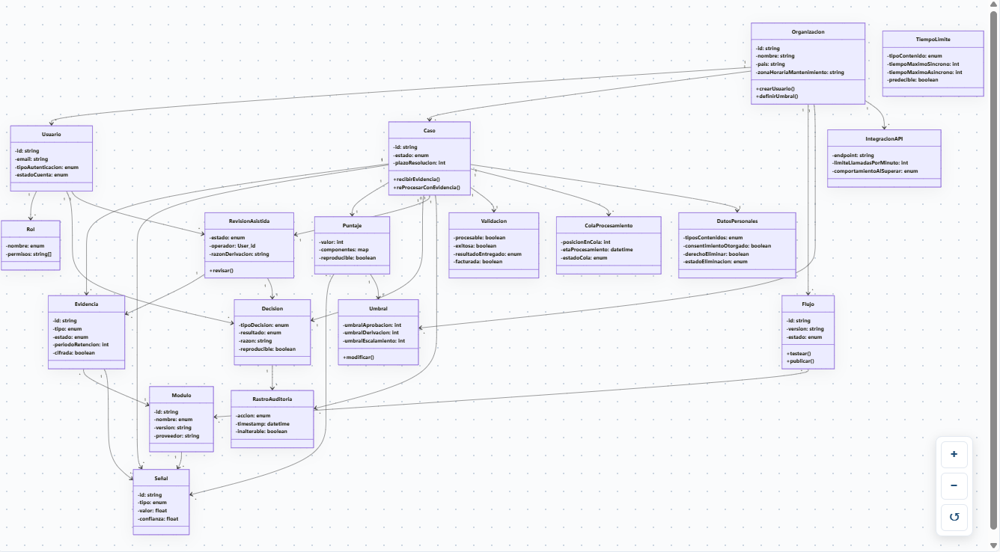 Organizacion
-id: string
-nombre: string
-pais: string
-zonaHorariaMantenimiento: string
+crearUsuario()
+definirUmbral()
TiempoLimite
-tipoContenido: enum
-tiempoMaximoSincrono: int
-tiempoMaximoAsincrono: int
-predecible: boolean
Usuario
-id: string
-email: string
-tipoAutenticacion: enum
-estadoCuenta: enum
Caso
-id: string
-estado: enum
-plazoResolucion: int
+recibirEvidencia()
+reProcesarConEvidencia()
IntegracionAPI
-endpoint: string
-limiteLlamadasPorMinuto: int
-comportamientoAlSuperar: enum
Rol
-nombre: enum
-permisos: string[]
RevisionAsistida
-estado: enum
-operador: User_id
-razonDerivacion: string
+revisar()
Puntaje
-valor: int
-componentes: map
-reproducible: boolean
Validacion
-procesable: boolean
-exitosa: boolean
-resultadoEntregado: enum
-facturada: boolean
ColaProcesamiento
-posicionEnCola: int
-etaProcesamiento: datetime
-estadoCola: enum
DatosPersonales
-tiposContenidos: enum
-consentimientoOtorgado: boolean
-derechoEliminar: boolean
-estadoEliminacion: enum
Evidencia
-id: string
-tipo: enum
-estado: enum
-periodoRetencion: int
-cifrada: boolean
Decision
-tipoDecision: enum
-resultado: enum
-razon: string
-reproducible: boolean
Umbral
-umbralAprobacion: int
-umbralDerivacion: int
-umbralEscalamiento: int
+modificar()
Flujo
-id: string
-version: string
-estado: enum
+testear()
+publicar()
Modulo
-id: string
-nombre: enum
-version: string
-proveedor: string
RastroAuditoria
-accion: enum
-timestamp: datetime
-inalterable: boolean
Señal
-id: string
-tipo: enum
-valor: float
-confianza: float